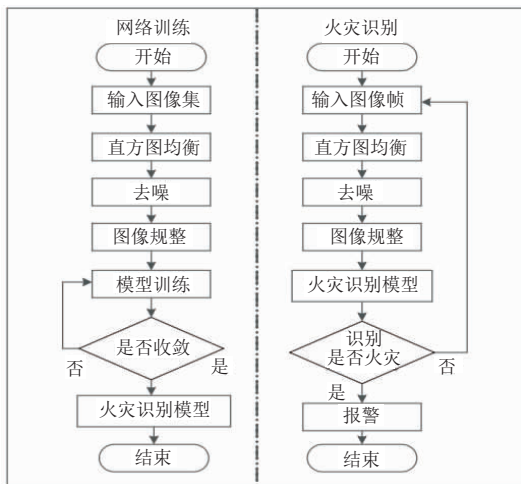 网络训练
开始
输入图像集
直方图均衡
去噪
图像规整
模型训练
是否收敛
否
是
火灾识别模型
结束
火灾识别
开始
输入图像帧
直方图均衡
去噪
图像规整
火灾识别模型
识别
是否火灾
否
是
报警
结束